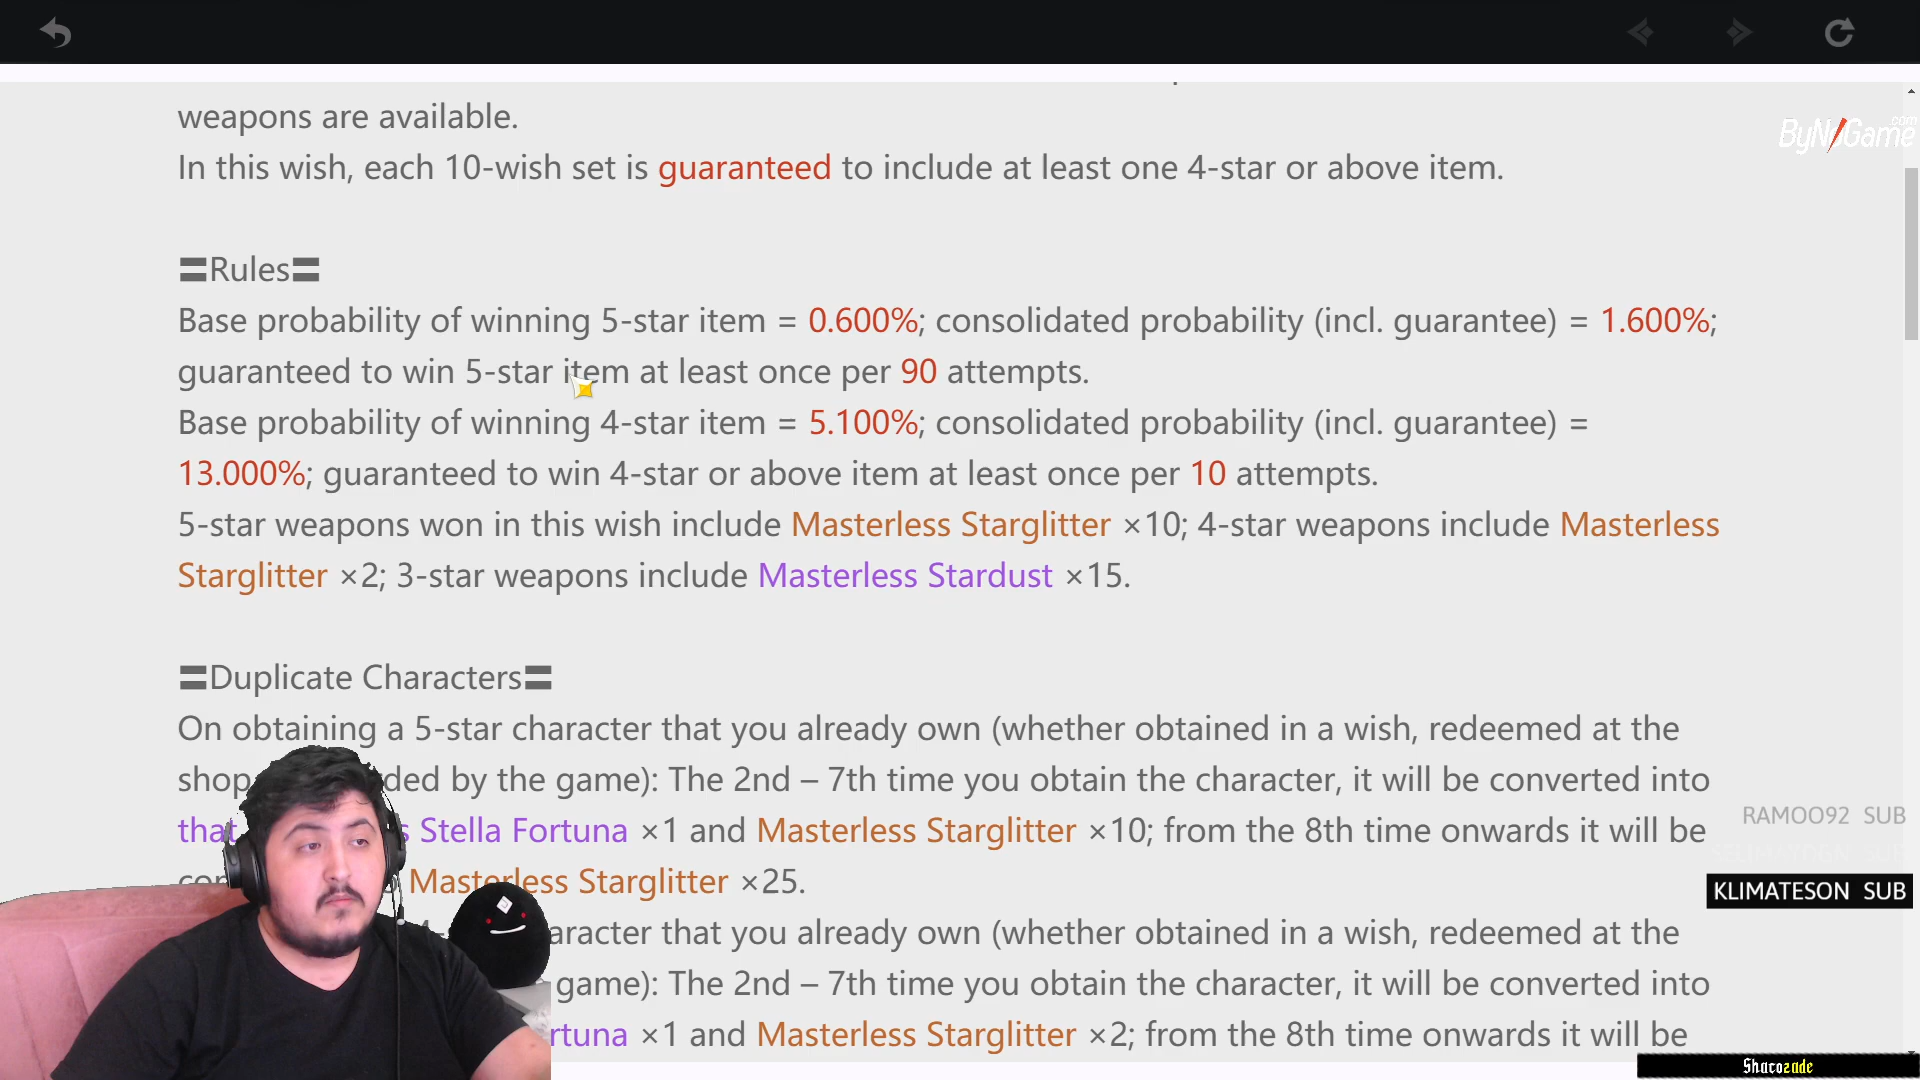 weapons are available.
In this wish, each 10-wish set is guaranteed to include at least one 4-star or above item.
〓Rules〓
Base probability of winning 5-star item = 0.600%; consolidated probability (incl. guarantee) = 1.600%;
guaranteed to win 5-star item at least once per 90 attempts.
Base probability of winning 4-star item = 5.100%; consolidated probability (incl. guarantee) =
13.000%; guaranteed to win 4-star or above item at least once per 10 attempts.
5-star weapons won in this wish include Masterless Starglitter ×10; 4-star weapons include Masterless
Starglitter ×2; 3-star weapons include Masterless Stardust ×15.
〓Duplicate Characters〓
On obtaining a 5-star character that you already own (whether obtained in a wish, redeemed at the
shop ded by the game): The 2nd – 7th time you obtain the character, it will be converted into
that s Stella Fortuna ×1 and Masterless Starglitter ×10; from the 8th time onwards it will be
con Masterless Starglitter ×25.
aracter that you already own (whether obtained in a wish, redeemed at the
game): The 2nd – 7th time you obtain the character, it will be converted into
rtuna ×1 and Masterless Starglitter ×2; from the 8th time onwards it will be
ByNoGame.com
RAMOO92 SUB
KLIMATESON SUB
Shacozade